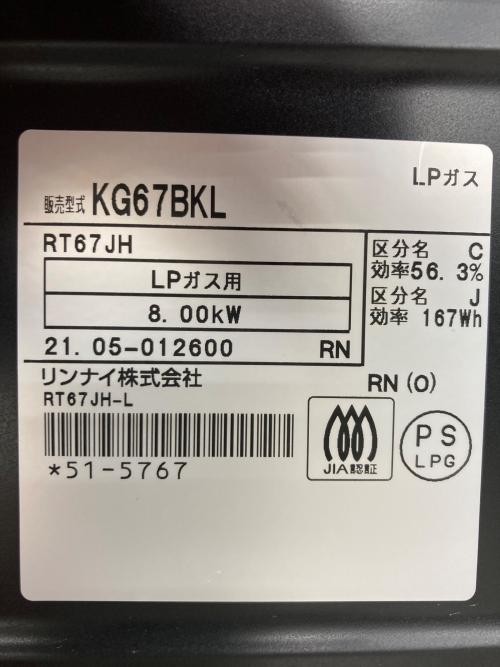 LPガス
販売型式 KG67BKL
RT67JH
LPガス用
8.00kW
21.05-012600 RN
区分名 C
効率56.3%
区分名 J
効率 167Wh
リンナイ株式会社
RN (O)
RT67JH-L
*51-5767
JIA認証
PS
LPG